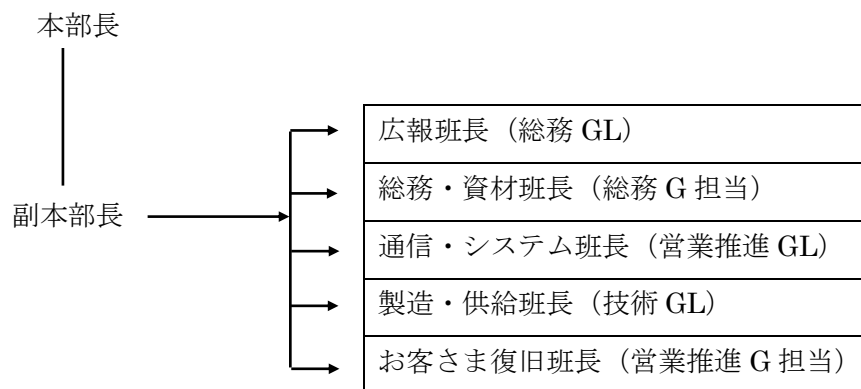 本部長
副本部長
広報班長（総務 GL）
総務・資材班長（総務 G 担当）
通信・システム班長（営業推進 GL）
製造・供給班長（技術 GL）
お客さま復旧班長（営業推進 G 担当）